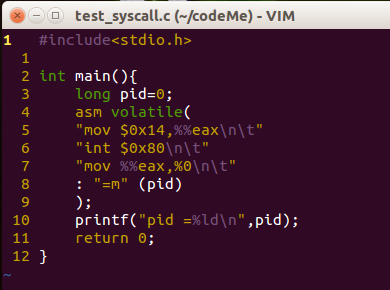 test_syscall.c (~/codeMe) - VIM
1 #include<stdio.h>
1
2 int main(){
3 long pid=0;
4 asm volatile(
5 "mov $0x14,%%eax\n\t"
6 "int $0x80\n\t"
7 "mov %%eax,%0\n\t"
8 : "=m" (pid)
9 );
10 printf("pid =%ld\n",pid);
11 return 0;
12 }
~